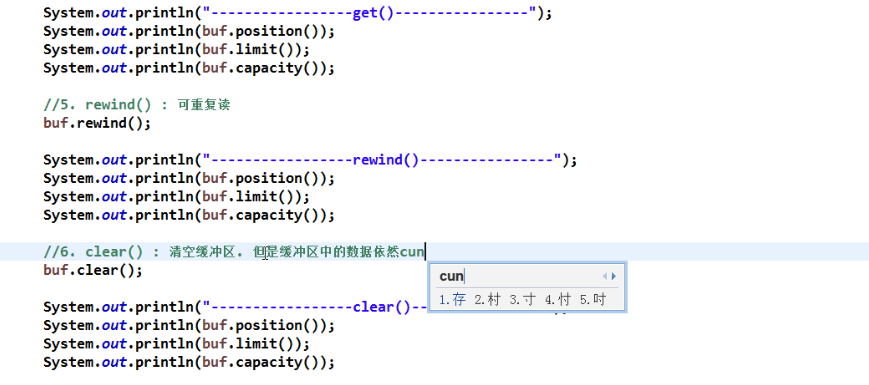 System.out.println("-----------------get()----------------");
System.out.println(buf.position());
System.out.println(buf.limit());
System.out.println(buf.capacity());
//5. rewind() : 可重复读
buf.rewind();
System.out.println("-----------------rewind()----------------");
System.out.println(buf.position());
System.out.println(buf.limit());
System.out.println(buf.capacity());
//6. clear() : 清空缓冲区. 但是缓冲区中的数据依然cun
buf.clear();
cun
1.存 2.村 3.寸 4.忖 5.吋
System.out.println("-----------------clear()--
System.out.println(buf.position());
System.out.println(buf.limit());
System.out.println(buf.capacity());